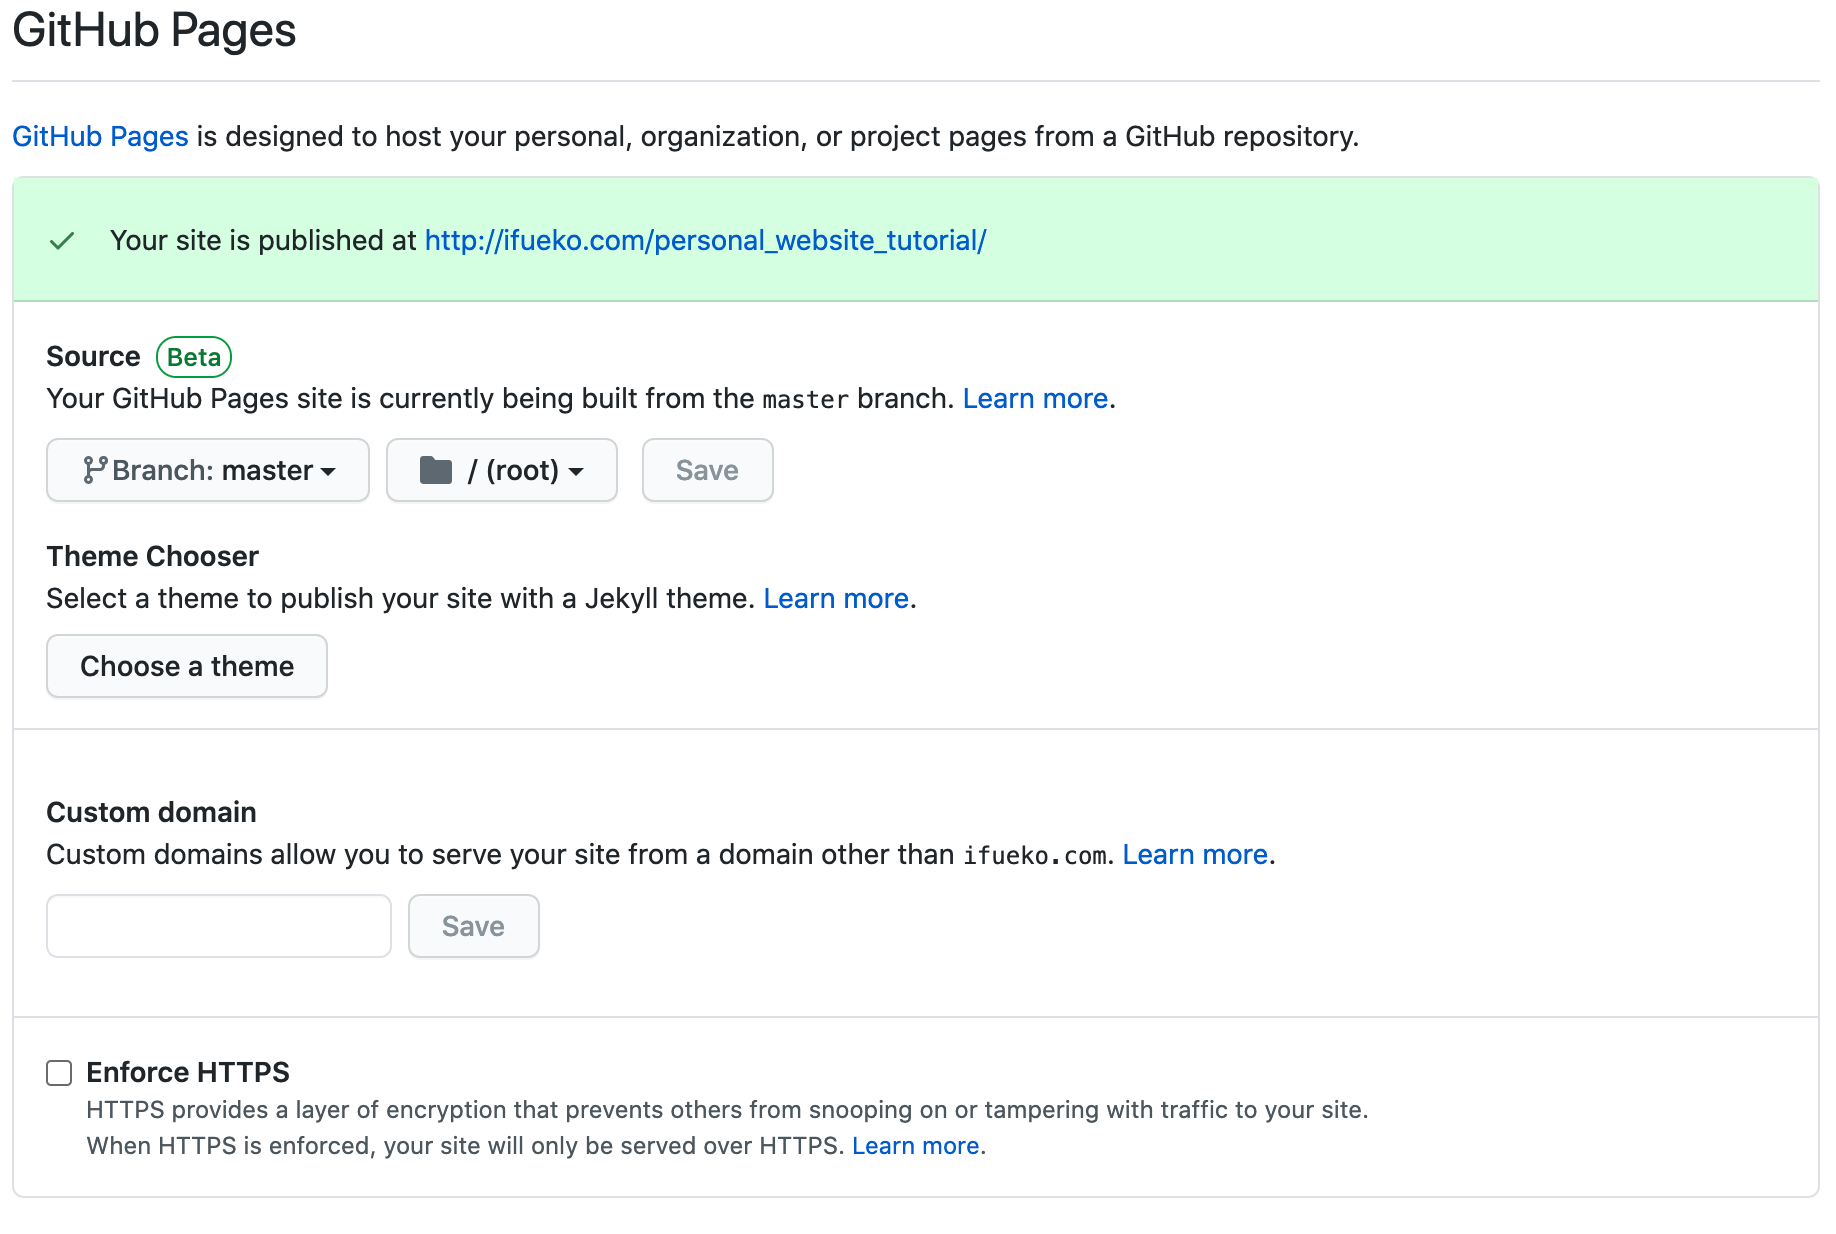 GitHub Pages
GitHub Pages is designed to host your personal, organization, or project pages from a GitHub repository.
Your site is published at http://ifueko.com/personal_website_tutorial/
Source Beta
Your GitHub Pages site is currently being built from the master branch. Learn more.
Branch: master / (root) Save
Theme Chooser
Select a theme to publish your site with a Jekyll theme. Learn more.
Choose a theme
Custom domain
Custom domains allow you to serve your site from a domain other than ifueko.com. Learn more.
Save
Enforce HTTPS
HTTPS provides a layer of encryption that prevents others from snooping on or tampering with traffic to your site.
When HTTPS is enforced, your site will only be served over HTTPS. Learn more.